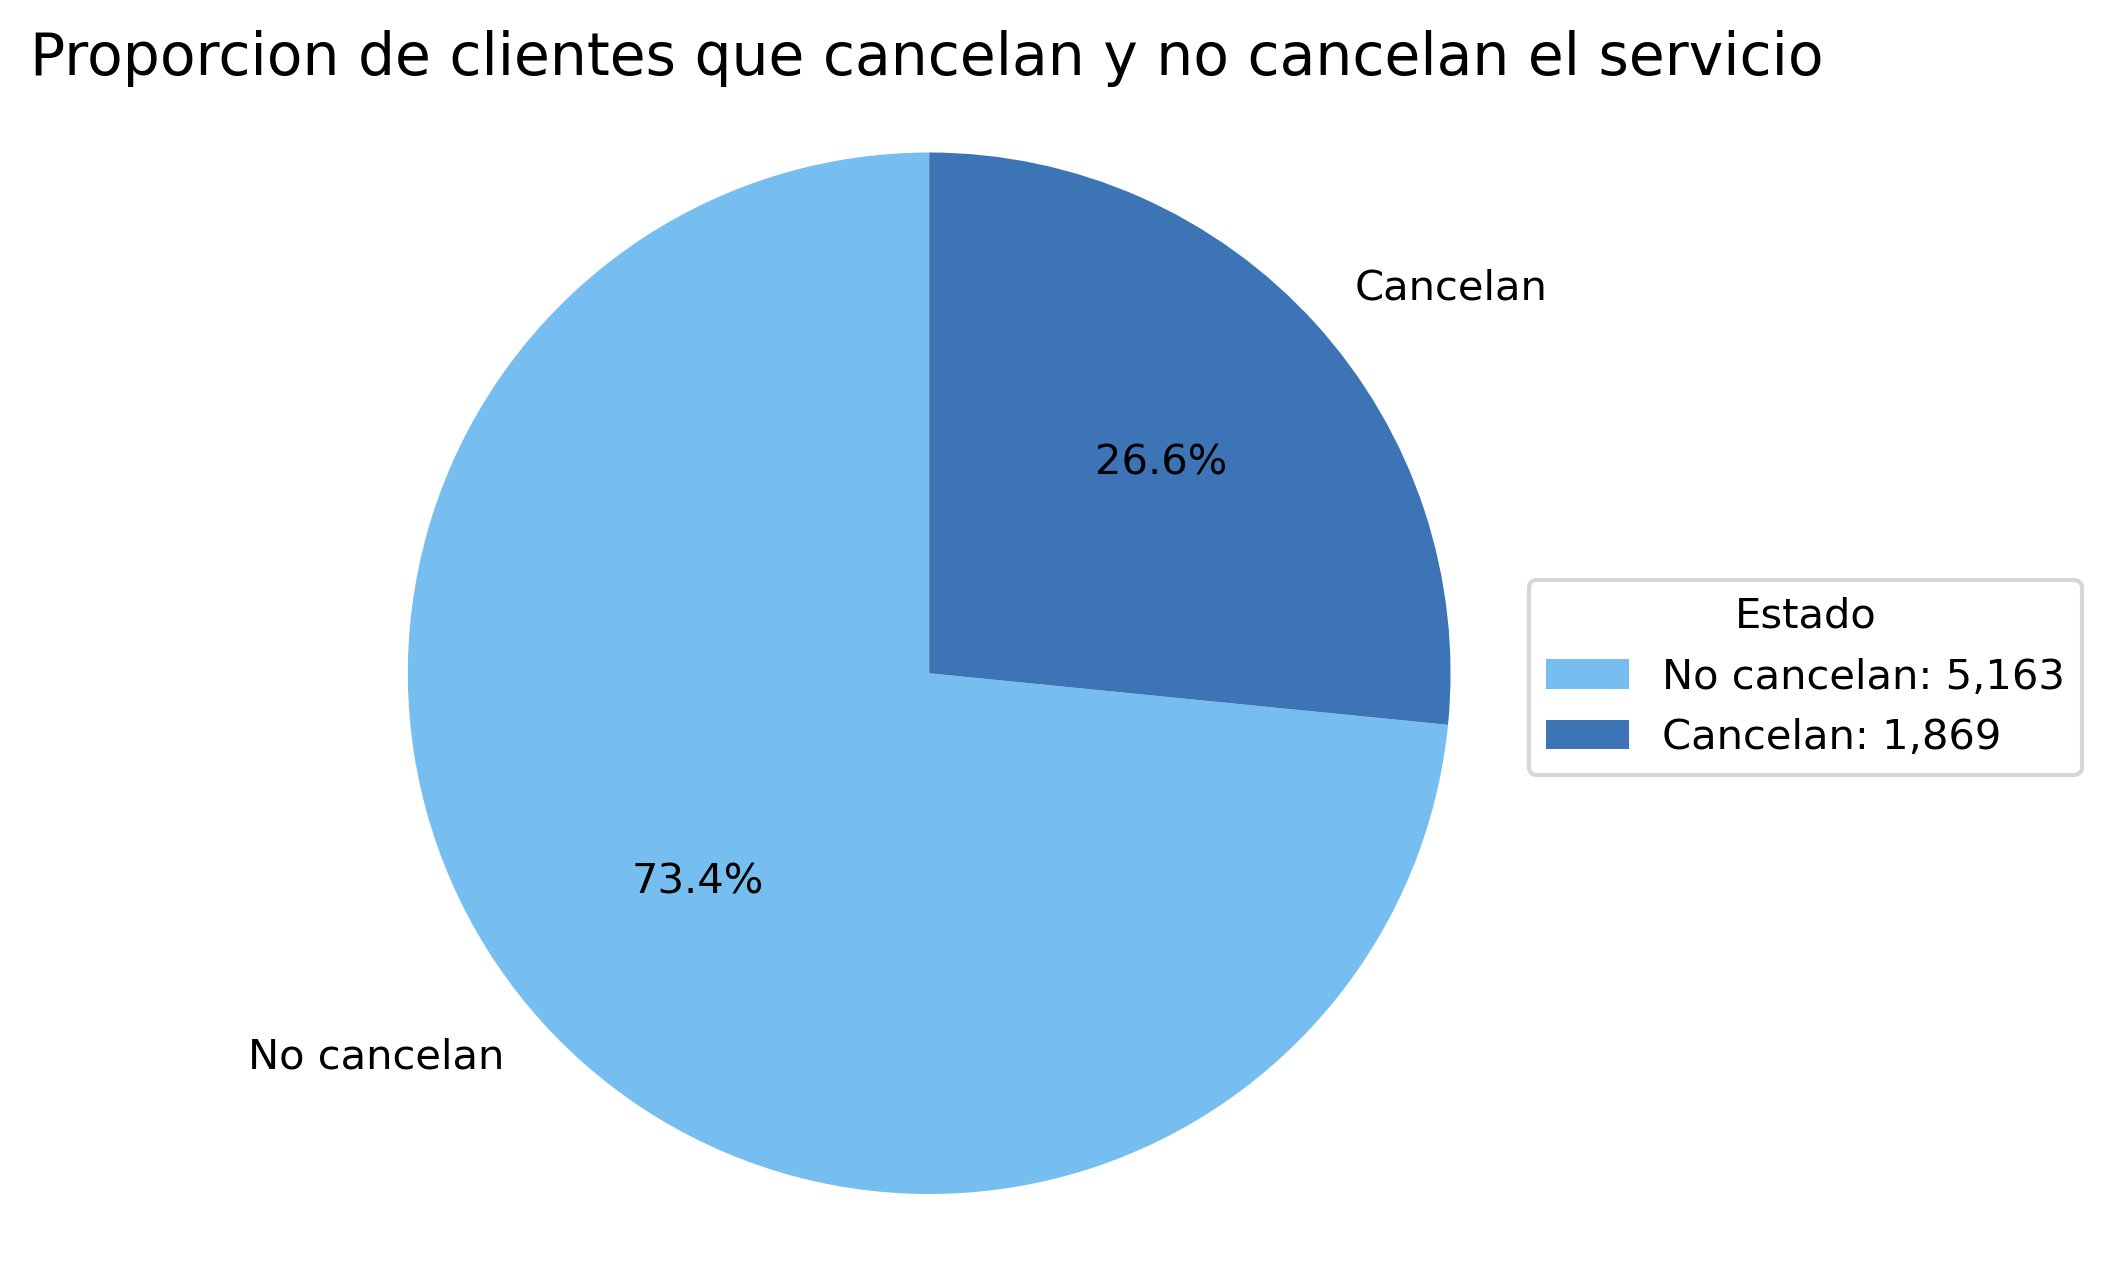 Proporcion de clientes que cancelan y no cancelan el servicio
Cancelan
26.6%
Estado
No cancelan: 5,163
Cancelan: 1,869
73.4%
No cancelan